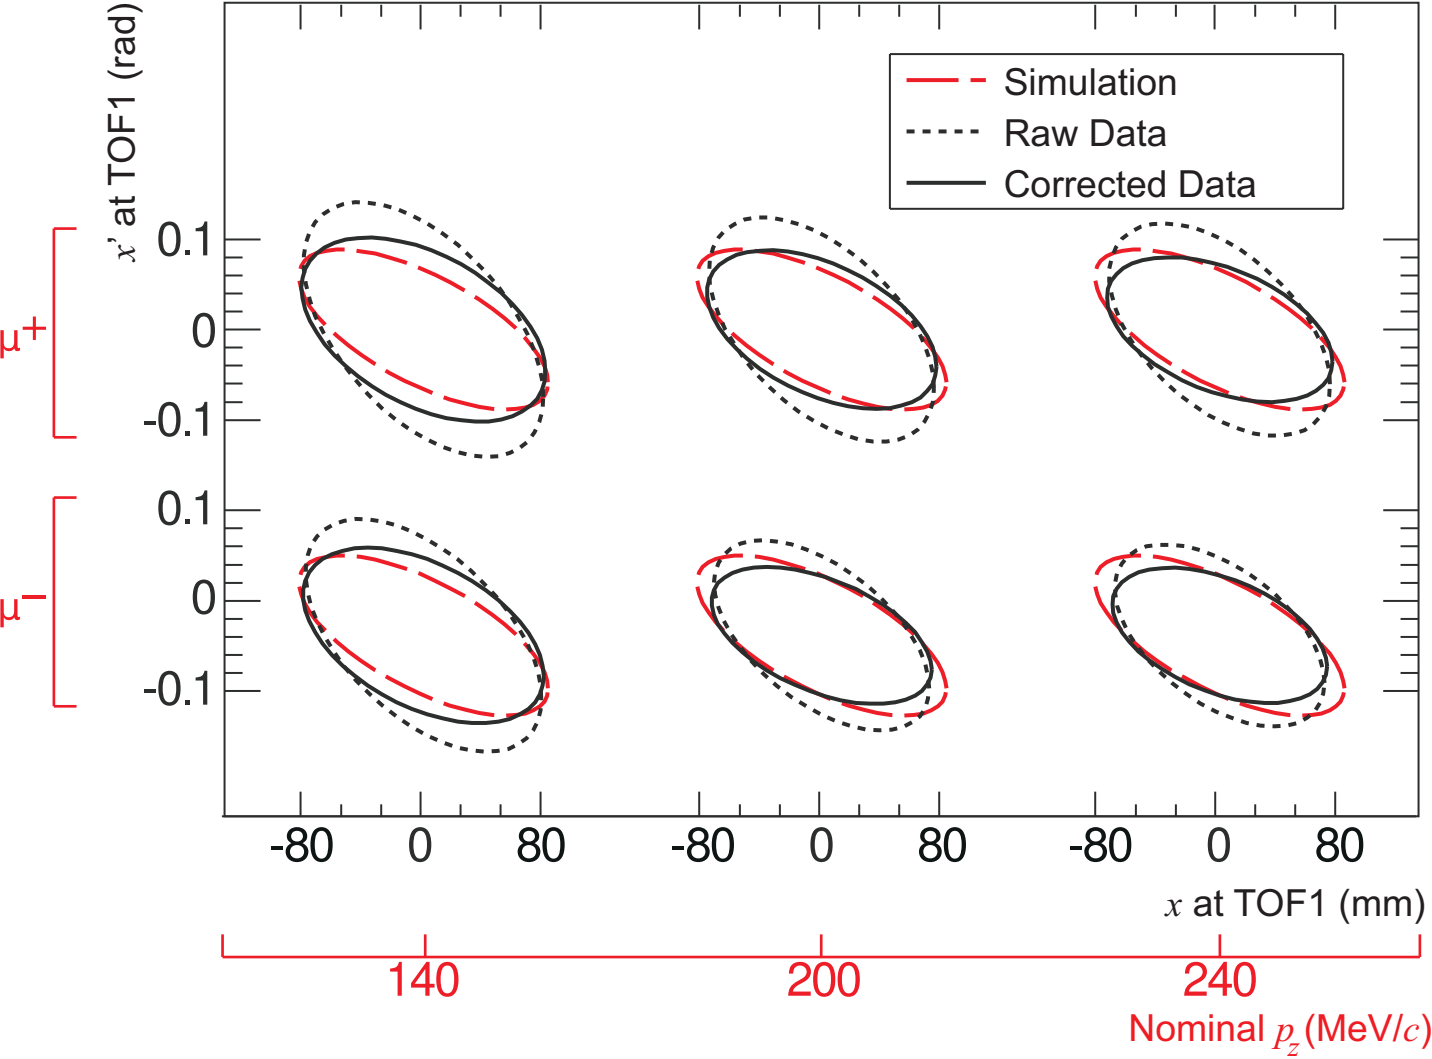 x' at TOF1 (rad)
Simulation
Raw Data
Corrected Data
μ+
0.1
0
-0.1
μ−
0.1
0
-0.1
-80 0 80 -80 0 80 -80 0 80
x at TOF1 (mm)
140 200 240
Nominal pz (MeV/c)